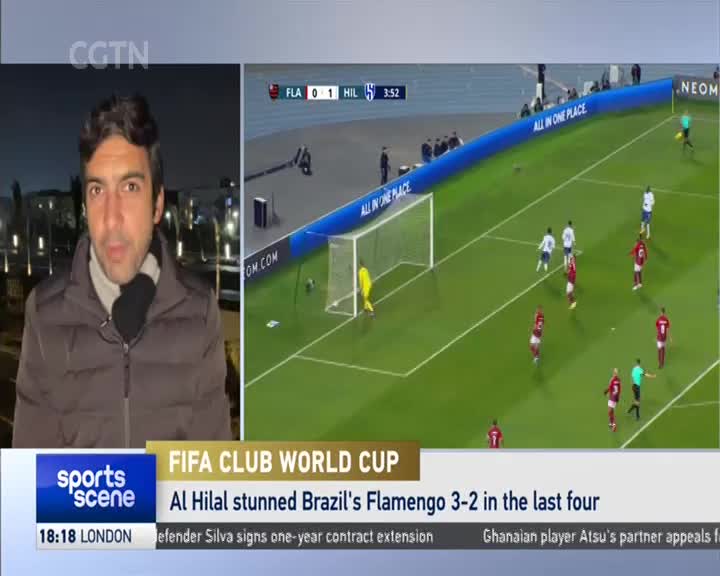 CGTN
FLA 0 1 HIL 3:52
NEOM
ALL IN ONE PLACE.
ALL IN ONE PLACE.
OM.COM
FIFA CLUB WORLD CUP
sports
scene
Al Hilal stunned Brazil's Flamengo 3-2 in the last four
18:18 LONDON
efender Silva signs one-year contract extension
Ghanaian player Atsu's partner appeals f